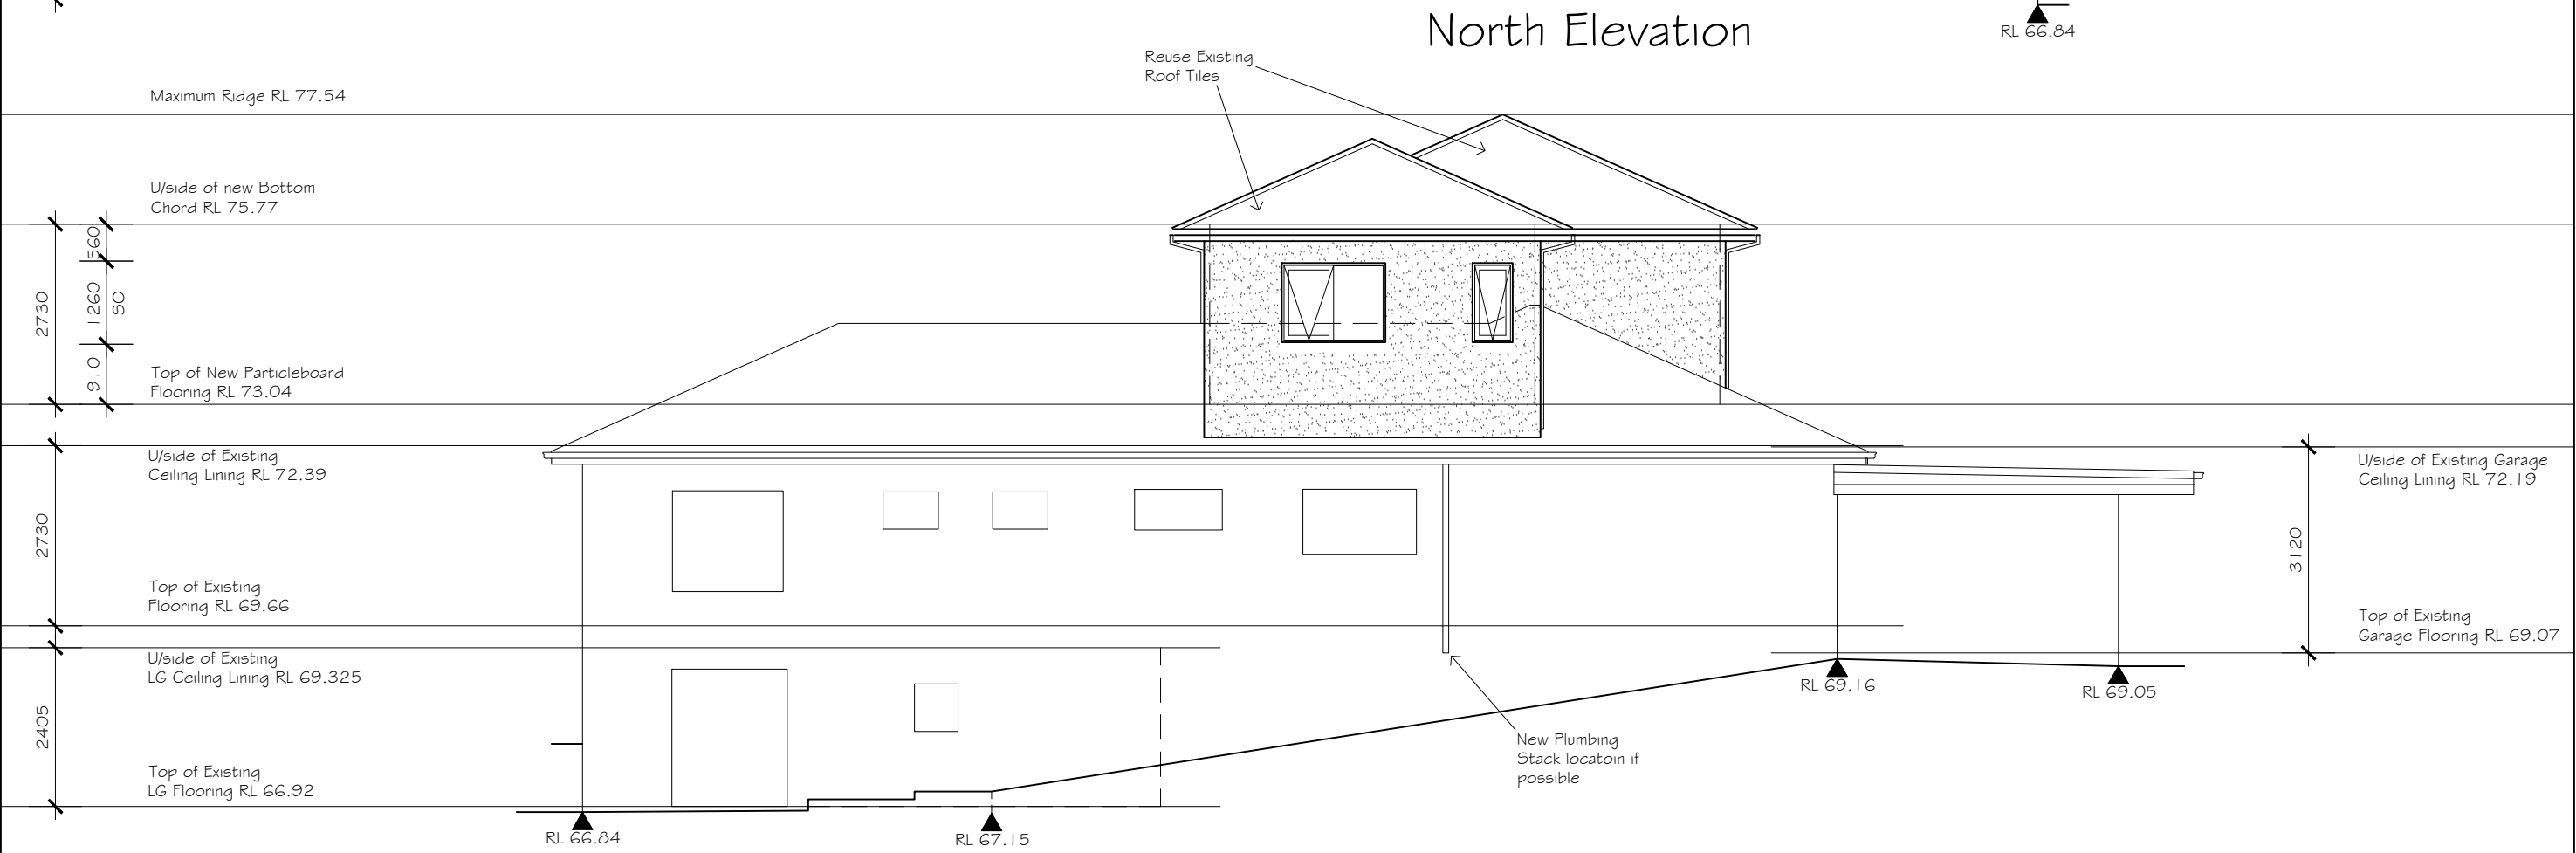 North Elevation
RL 66.84
Reuse Existing
Roof Tiles
Maximum Ridge RL 77.54
U/side of new Bottom
Chord RL 75.77
560
2730
1260
50
910
Top of New Particleboard
Flooring RL 73.04
U/side of Existing
Ceiling Lining RL 72.39
U/side of Existing Garage
Ceiling Lining RL 72.19
2730
3120
Top of Existing
Flooring RL 69.66
Top of Existing
Garage Flooring RL 69.07
U/side of Existing
LG Ceiling Lining RL 69.325
RL 69.16
RL 69.05
2405
New Plumbing
Stack locatoin if
possible
Top of Existing
LG Flooring RL 66.92
RL 66.84
RL 67.15